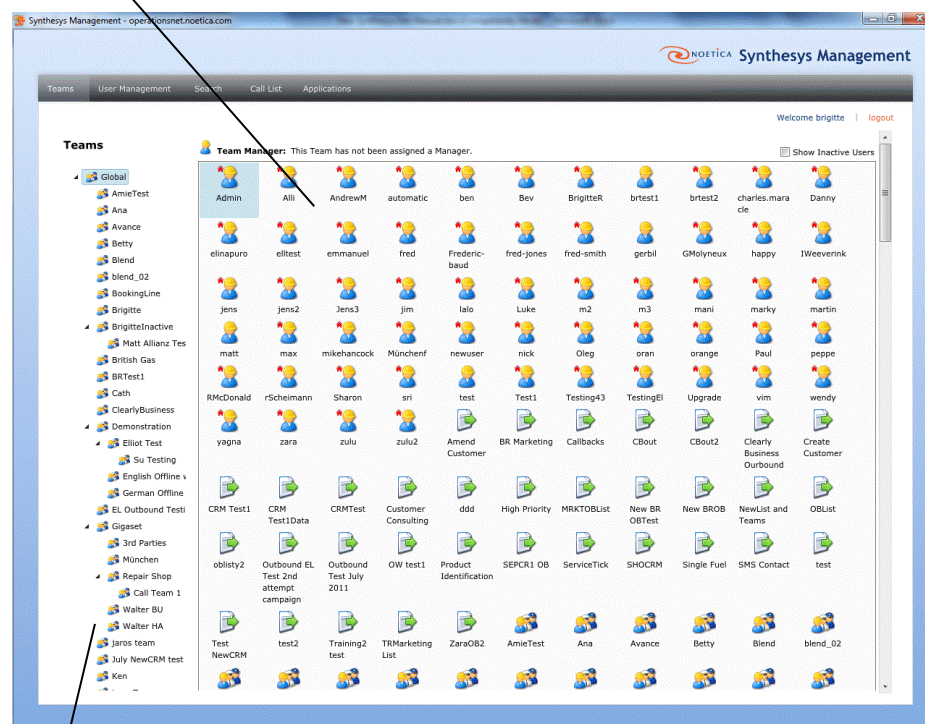 Synthesys Management - operationsnet.noetica.com
NOETICA Synthesys Management
Teams User Management Search Call List Applications
Welcome brigitte | logout
Teams
Team Manager: This Team has not been assigned a Manager.
Show Inactive Users
Global
AmieTest
Ana
Avance
Betty
Blend
blend_02
BookingLine
Brigitte
BrigitteInactive
Matt Allianz Tes
British Gas
BRTest1
Cath
ClearlyBusiness
Demonstration
Elliot Test
Su Testing
English Offline v
German Offline
EL Outbound Testi
Gigaset
3rd Parties
München
Repair Shop
Call Team 1
Walter BU
Walter HA
jaros team
July NewCRM test
Ken
Admin Alli AndrewM automatic ben Bev BrigitteR brtest1 brtest2 charles.mara Danny
cle
elinapuro elltest emmanuel fred Frederic- fred-jones fred-smith gerbil GMolyneux happy IWeeverink
baud
jens jens2 Jens3 jim lalo Luke m2 m3 mani marky martin
matt max mikehancock Münchenf newuser nick Oleg oran orange Paul peppe
RMcDonald rScheimann Sharon sri test Test1 Testing43 TestingEl Upgrade vim wendy
yagna zara zulu zulu2 Amend BR Marketing Callbacks CBout CBout2 Clearly Create
Customer Business Customer
Ourbound
CRM Test1 CRM CRMTest Customer ddd High Priority MRKTOBList New BR New BROB NewList and OBList
Test1Data Consulting OBTest Teams
oblisty2 Outbound EL Outbound OW test1 Product SEPCR1 OB ServiceTick SHOCRM Single Fuel SMS Contact test
Test 2nd Test July Identification
attempt 2011
campaign
Test test2 Training2 TRMarketing ZaraOB2 AmieTest Ana Avance Betty Blend blend_02
NewCRM test List